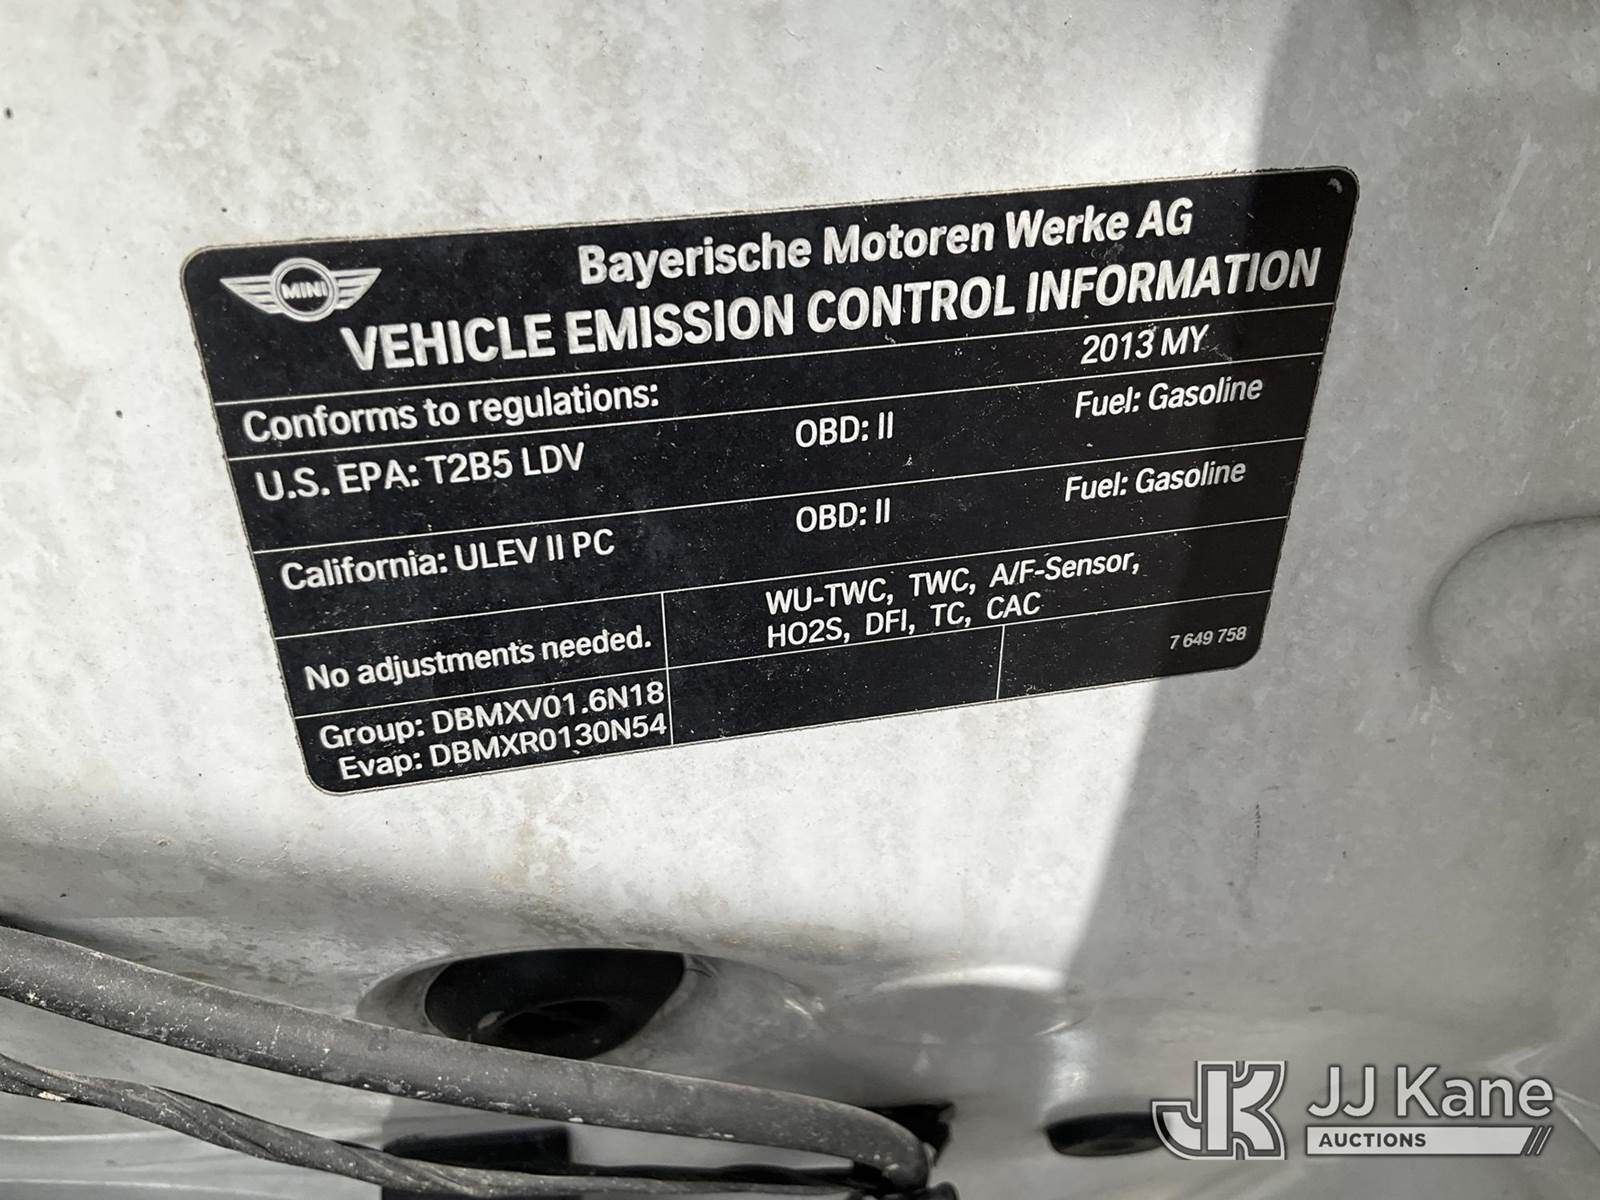 Bayerische Motoren Werke AG
MINI
VEHICLE EMISSION CONTROL INFORMATION
2013 MY
Conforms to regulations:
U.S. EPA: T2B5 LDV OBD: II Fuel: Gasoline
California: ULEV II PC OBD: II Fuel: Gasoline
No adjustments needed.
WU-TWC, TWC, A/F-Sensor,
HO2S, DFI, TC, CAC
Group: DBMXV01.6N18
Evap: DBMXR0130N54
7 649 758
JK JJ Kane
AUCTIONS